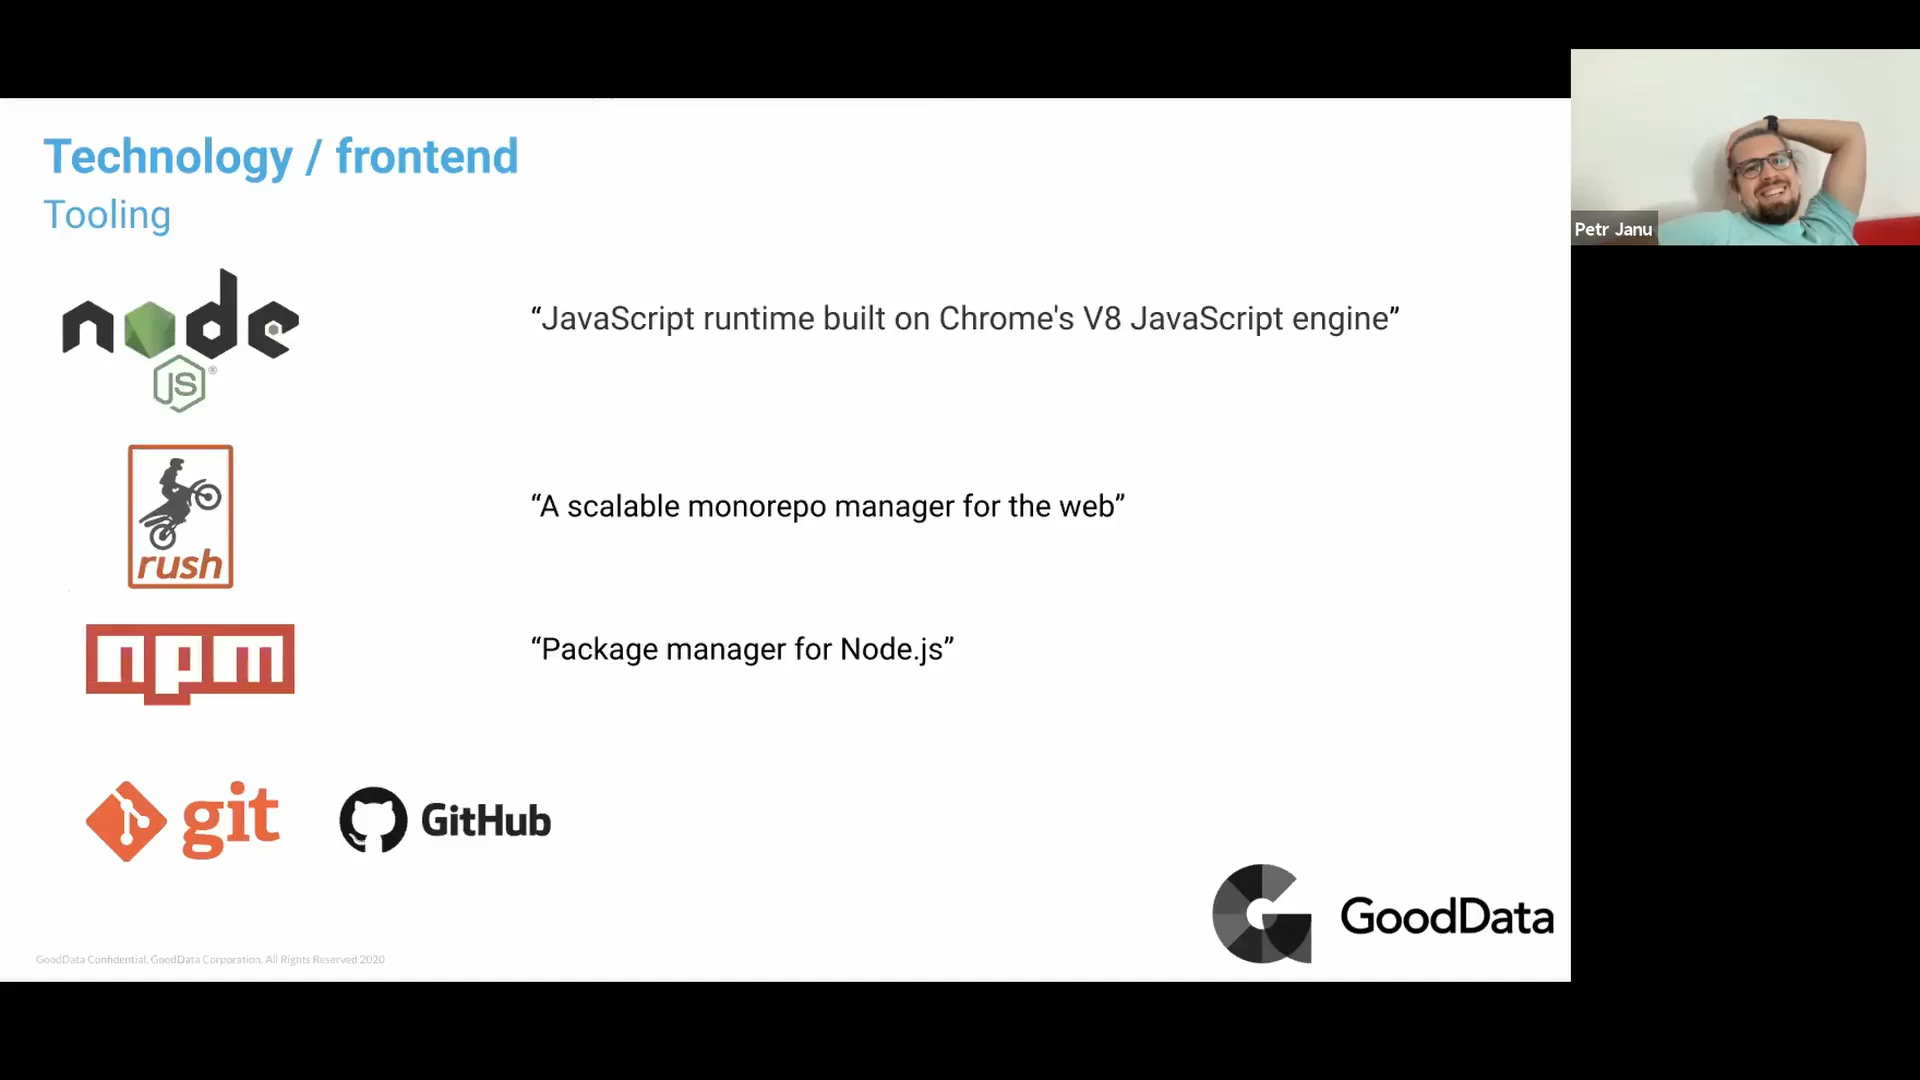 Technology / frontend
Tooling
Petr Janu
node
JS®
“JavaScript runtime built on Chrome's V8 JavaScript engine”
rush
“A scalable monorepo manager for the web”
npm
“Package manager for Node.js”
git
GitHub
GoodData
GoodData Confidential. GoodData Corporation. All Rights Reserved 2020